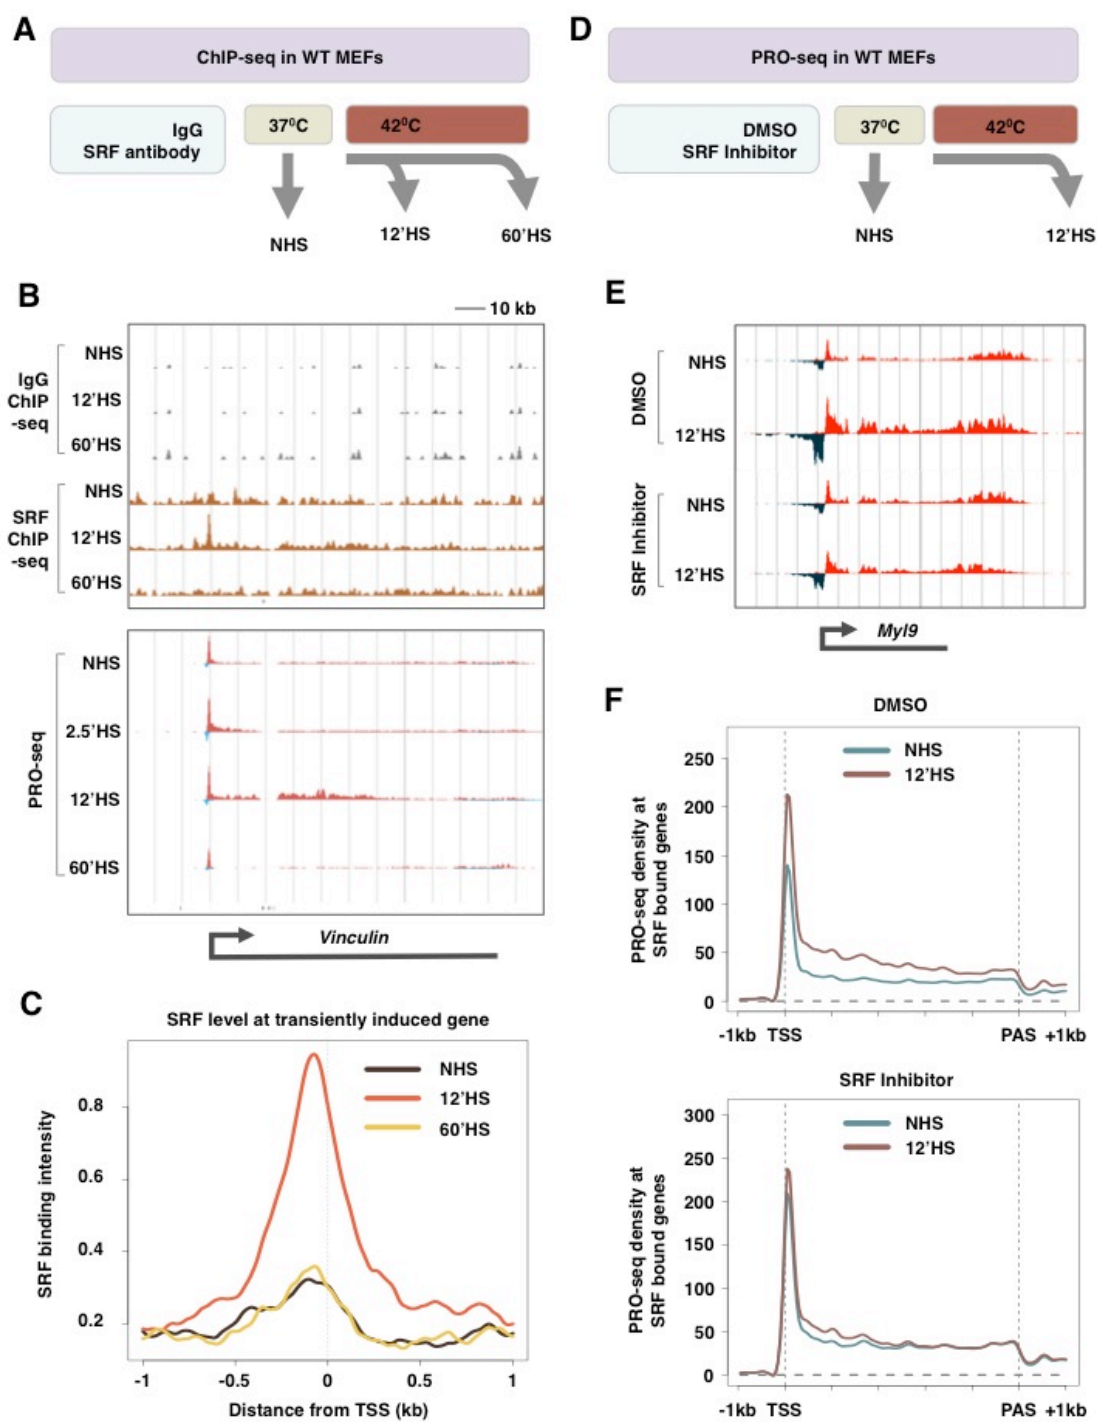 A
ChIP-seq in WT MEFs
IgG
SRF antibody
37⁰C
42⁰C
NHS
12'HS
60'HS
D
PRO-seq in WT MEFs
DMSO
SRF Inhibitor
37⁰C
42⁰C
NHS
12'HS
B
10 kb
IgG
ChIP
-seq
NHS
12'HS
60'HS
SRF
ChIP
-seq
NHS
12'HS
60'HS
PRO-seq
NHS
2.5'HS
12'HS
60'HS
Vinculin
C
SRF level at transiently induced gene
SRF binding intensity
0.8
0.6
0.4
0.2
NHS
12'HS
60'HS
-1 -0.5 0 0.5 1
Distance from TSS (kb)
E
DMSO
NHS
12'HS
SRF Inhibitor
NHS
12'HS
Myl9
F
DMSO
PRO-seq density at
SRF bound genes
250
200
150
100
50
0
NHS
12'HS
-1kb TSS PAS +1kb
SRF Inhibitor
PRO-seq density at
SRF bound genes
300
250
200
150
100
50
0
NHS
12'HS
-1kb TSS PAS +1kb